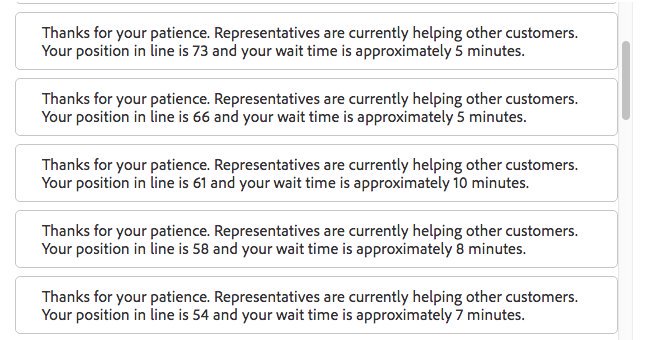 Thanks for your patience. Representatives are currently helping other customers.
Your position in line is 73 and your wait time is approximately 5 minutes.
Thanks for your patience. Representatives are currently helping other customers.
Your position in line is 66 and your wait time is approximately 5 minutes.
Thanks for your patience. Representatives are currently helping other customers.
Your position in line is 61 and your wait time is approximately 10 minutes.
Thanks for your patience. Representatives are currently helping other customers.
Your position in line is 58 and your wait time is approximately 8 minutes.
Thanks for your patience. Representatives are currently helping other customers.
Your position in line is 54 and your wait time is approximately 7 minutes.